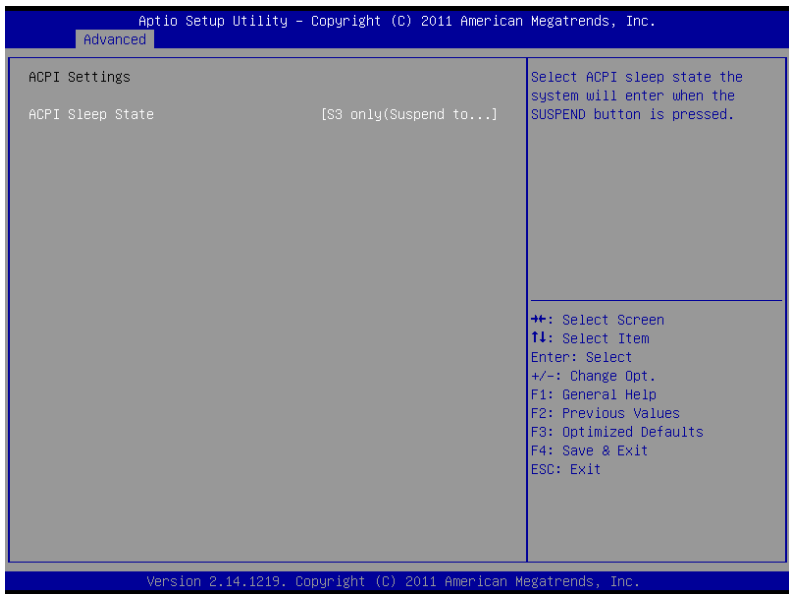 Aptio Setup Utility – Copyright (C) 2011 American Megatrends, Inc.
Advanced
ACPI Settings
ACPI Sleep State [S3 only(Suspend to...]
Select ACPI sleep state the
system will enter when the
SUSPEND button is pressed.
→←: Select Screen
↑↓: Select Item
Enter: Select
+/-: Change Opt.
F1: General Help
F2: Previous Values
F3: Optimized Defaults
F4: Save & Exit
ESC: Exit
Version 2.14.1219. Copyright (C) 2011 American Megatrends, Inc.